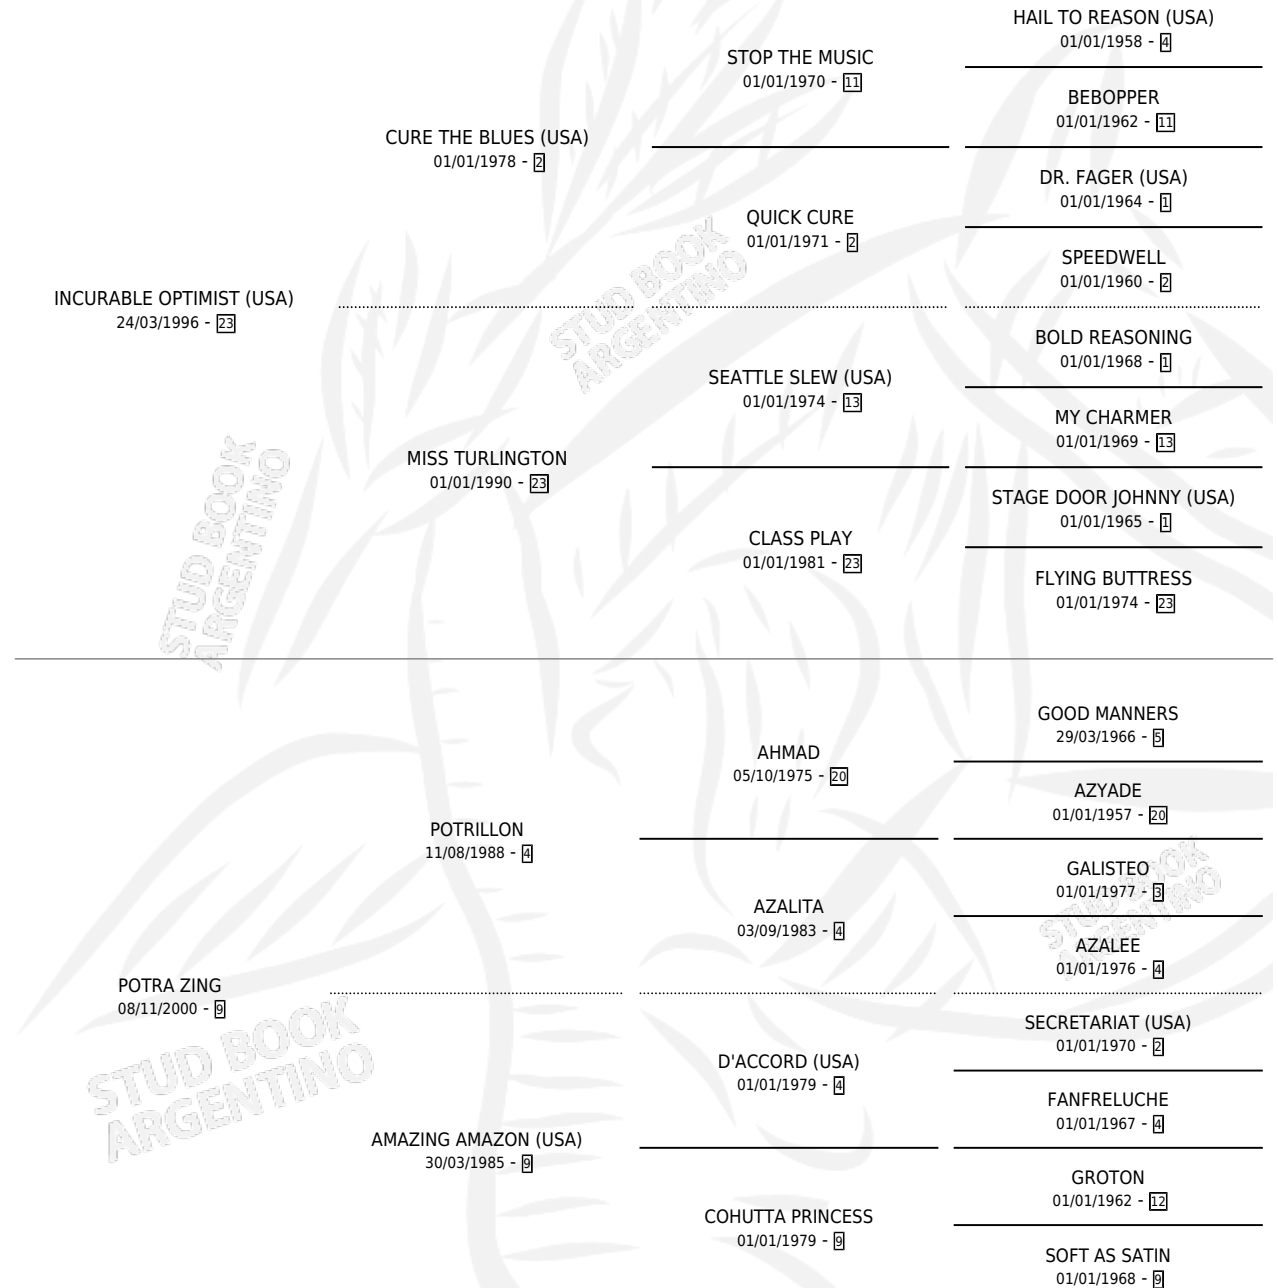 HAIL TO REASON (USA)
01/01/1958 - 4
STOP THE MUSIC
01/01/1970 - 11
BEBOPPER
01/01/1962 - 11
CURE THE BLUES (USA)
01/01/1978 - 2
DR. FAGER (USA)
01/01/1964 - 1
QUICK CURE
01/01/1971 - 2
SPEEDWELL
01/01/1960 - 2
INCURABLE OPTIMIST (USA)
24/03/1996 - 23
BOLD REASONING
01/01/1968 - 1
SEATTLE SLEW (USA)
01/01/1974 - 13
MY CHARMER
01/01/1969 - 13
MISS TURLINGTON
01/01/1990 - 23
STAGE DOOR JOHNNY (USA)
01/01/1965 - 1
CLASS PLAY
01/01/1981 - 23
FLYING BUTTRESS
01/01/1974 - 23
GOOD MANNERS
29/03/1966 - 5
AHMAD
05/10/1975 - 20
AZYADE
01/01/1957 - 20
POTRILLON
11/08/1988 - 4
GALISTEO
01/01/1977 - 3
AZALITA
03/09/1983 - 4
AZALEE
01/01/1976 - 4
POTRA ZING
08/11/2000 - 9
SECRETARIAT (USA)
01/01/1970 - 2
D'ACCORD (USA)
01/01/1979 - 4
FANFRELUCHE
01/01/1967 - 4
AMAZING AMAZON (USA)
30/03/1985 - 9
GROTON
01/01/1962 - 12
COHUTTA PRINCESS
01/01/1979 - 9
SOFT AS SATIN
01/01/1968 - 9
STUD BOOK
ARGENTINO
STUD BOOK
ARGENTINO
STUD BOOK
ARGENTINO
STUD BOOK
ARGENTINO